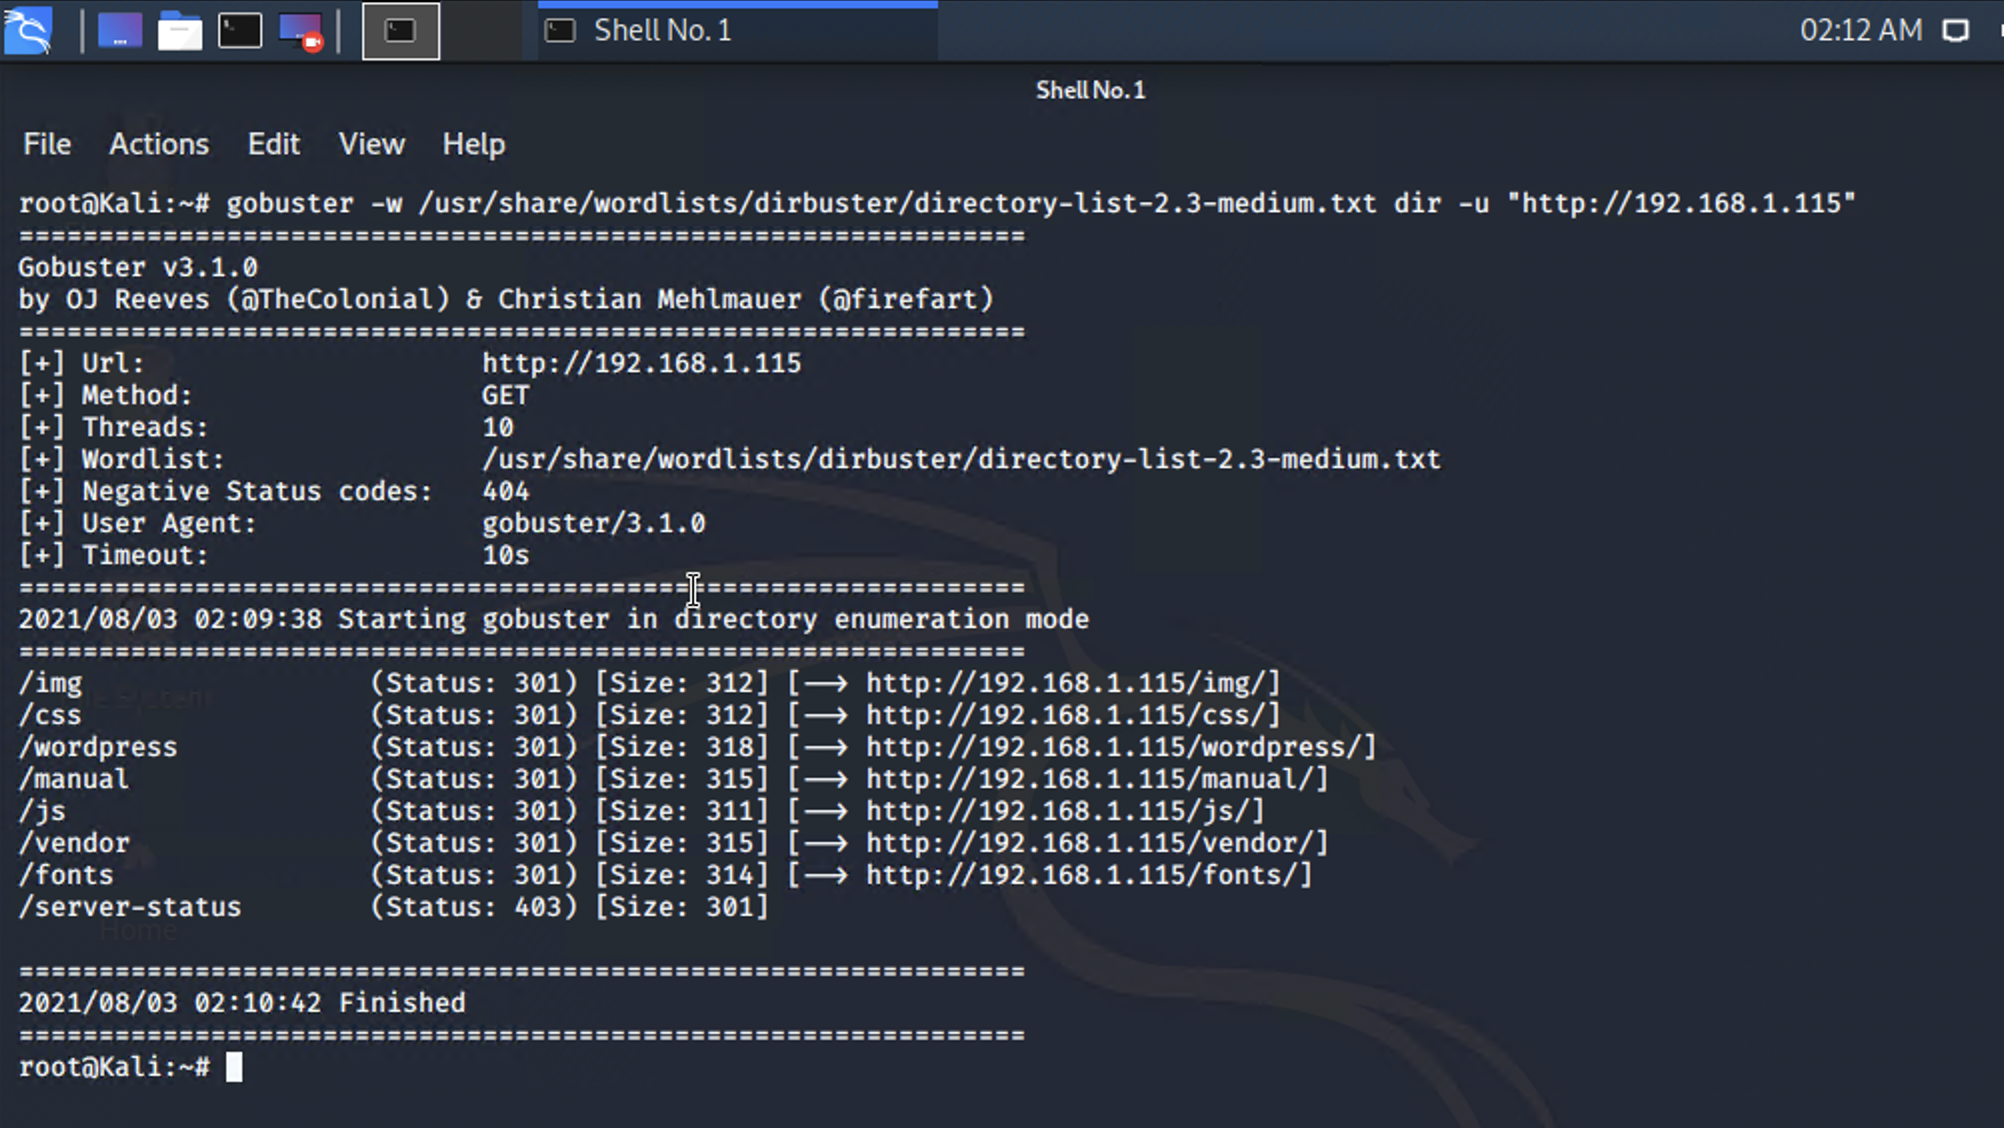 Shell No. 1
02:12 AM
Shell No. 1
File Actions Edit View Help
root@Kali:~# gobuster -w /usr/share/wordlists/dirbuster/directory-list-2.3-medium.txt dir -u "http://192.168.1.115"
===============================================================
Gobuster v3.1.0
by OJ Reeves (@TheColonial) & Christian Mehlmauer (@firefart)
===============================================================
[+] Url:                     http://192.168.1.115
[+] Method:                  GET
[+] Threads:                 10
[+] Wordlist:                /usr/share/wordlists/dirbuster/directory-list-2.3-medium.txt
[+] Negative Status codes:   404
[+] User Agent:              gobuster/3.1.0
[+] Timeout:                 10s
===============================================================
2021/08/03 02:09:38 Starting gobuster in directory enumeration mode
===============================================================
/img                  (Status: 301) [Size: 312] [--> http://192.168.1.115/img/]
/css                  (Status: 301) [Size: 312] [--> http://192.168.1.115/css/]
/wordpress            (Status: 301) [Size: 318] [--> http://192.168.1.115/wordpress/]
/manual               (Status: 301) [Size: 315] [--> http://192.168.1.115/manual/]
/js                   (Status: 301) [Size: 311] [--> http://192.168.1.115/js/]
/vendor               (Status: 301) [Size: 315] [--> http://192.168.1.115/vendor/]
/fonts                (Status: 301) [Size: 314] [--> http://192.168.1.115/fonts/]
/server-status        (Status: 403) [Size: 301]
Home
===============================================================
2021/08/03 02:10:42 Finished
===============================================================
root@Kali:~#